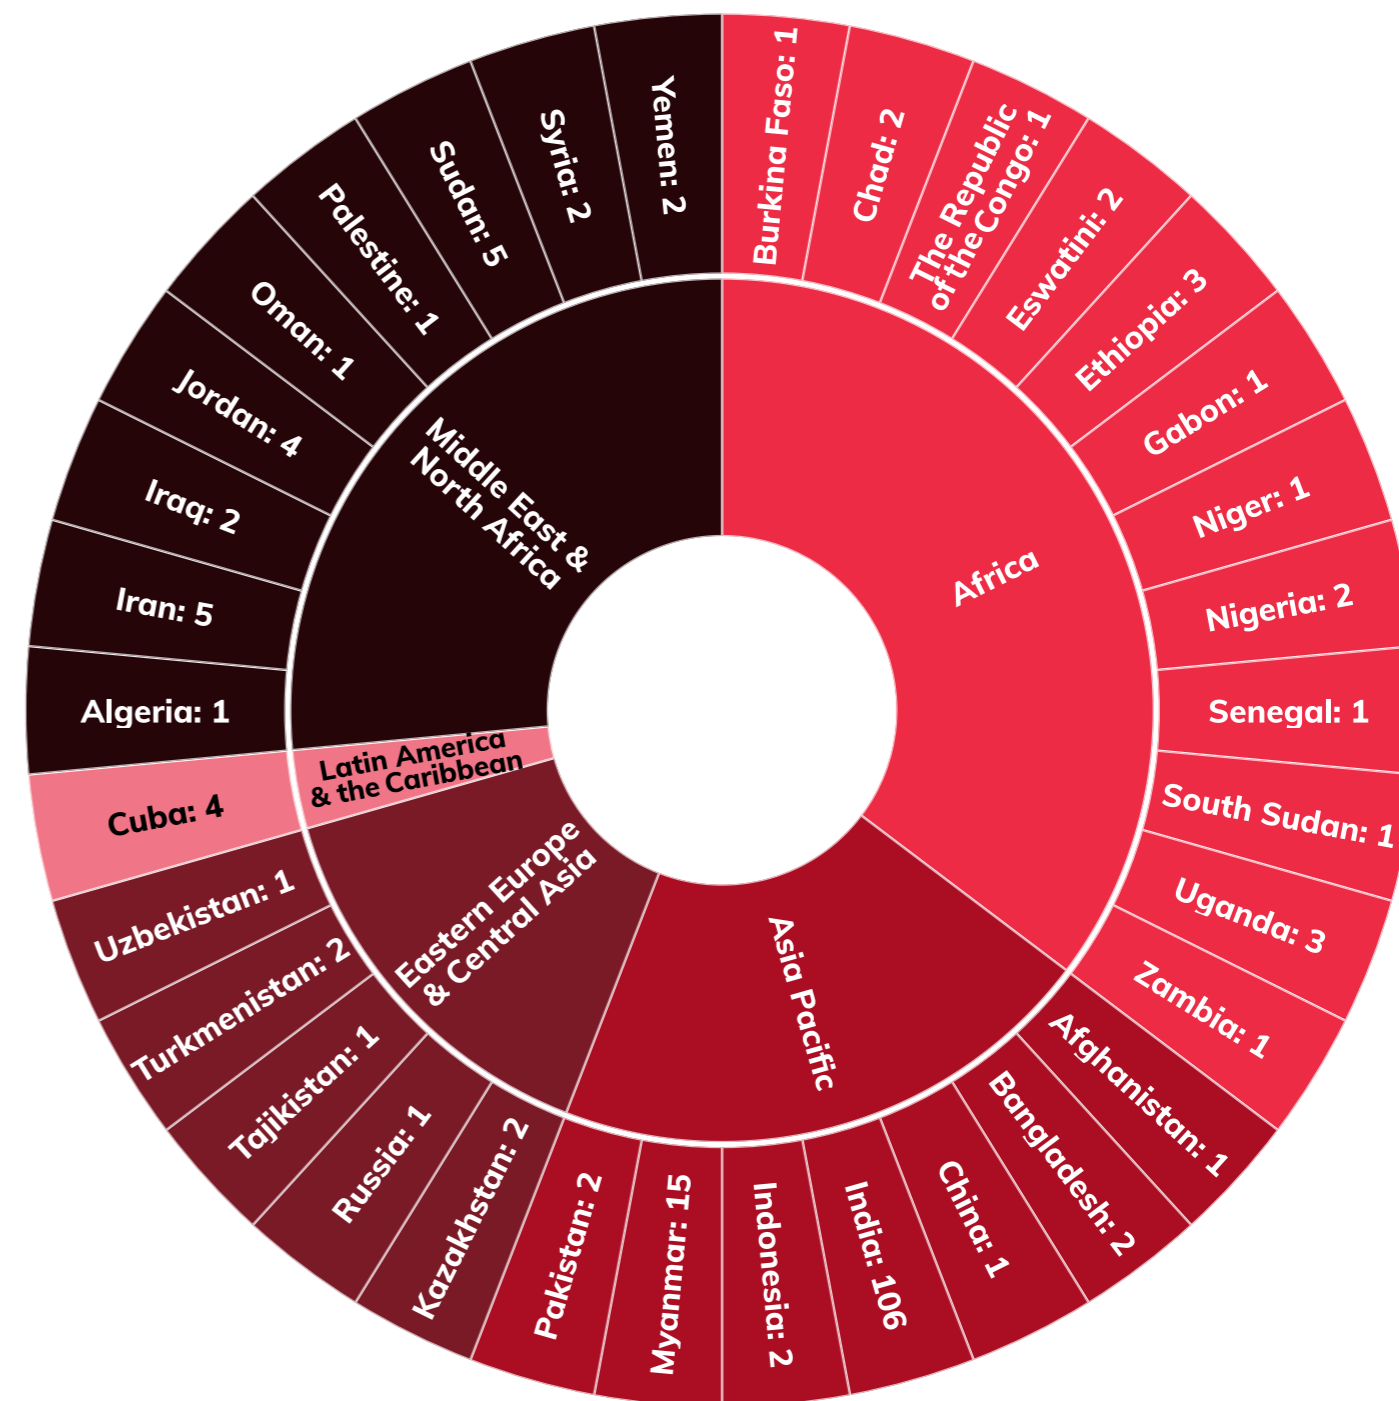 Burkina Faso: 1
Chad: 2
The Republic
of the Congo: 1
Eswatini: 2
Ethiopia: 3
Gabon: 1
Niger: 1
Nigeria: 2
Senegal: 1
South Sudan: 1
Uganda: 3
Zambia: 1
Afghanistan: 1
Bangladesh: 2
China: 1
India: 106
Indonesia: 2
Myanmar: 15
Pakistan: 2
Kazakhstan: 2
Russia: 1
Tajikistan: 1
Turkmenistan: 2
Uzbekistan: 1
Cuba: 4
Algeria: 1
Iran: 5
Iraq: 2
Jordan: 4
Oman: 1
Palestine: 1
Sudan: 5
Syria: 2
Yemen: 2
Africa
Asia Pacific
Eastern Europe
& Central Asia
Latin America
& the Caribbean
Middle East &
North Africa